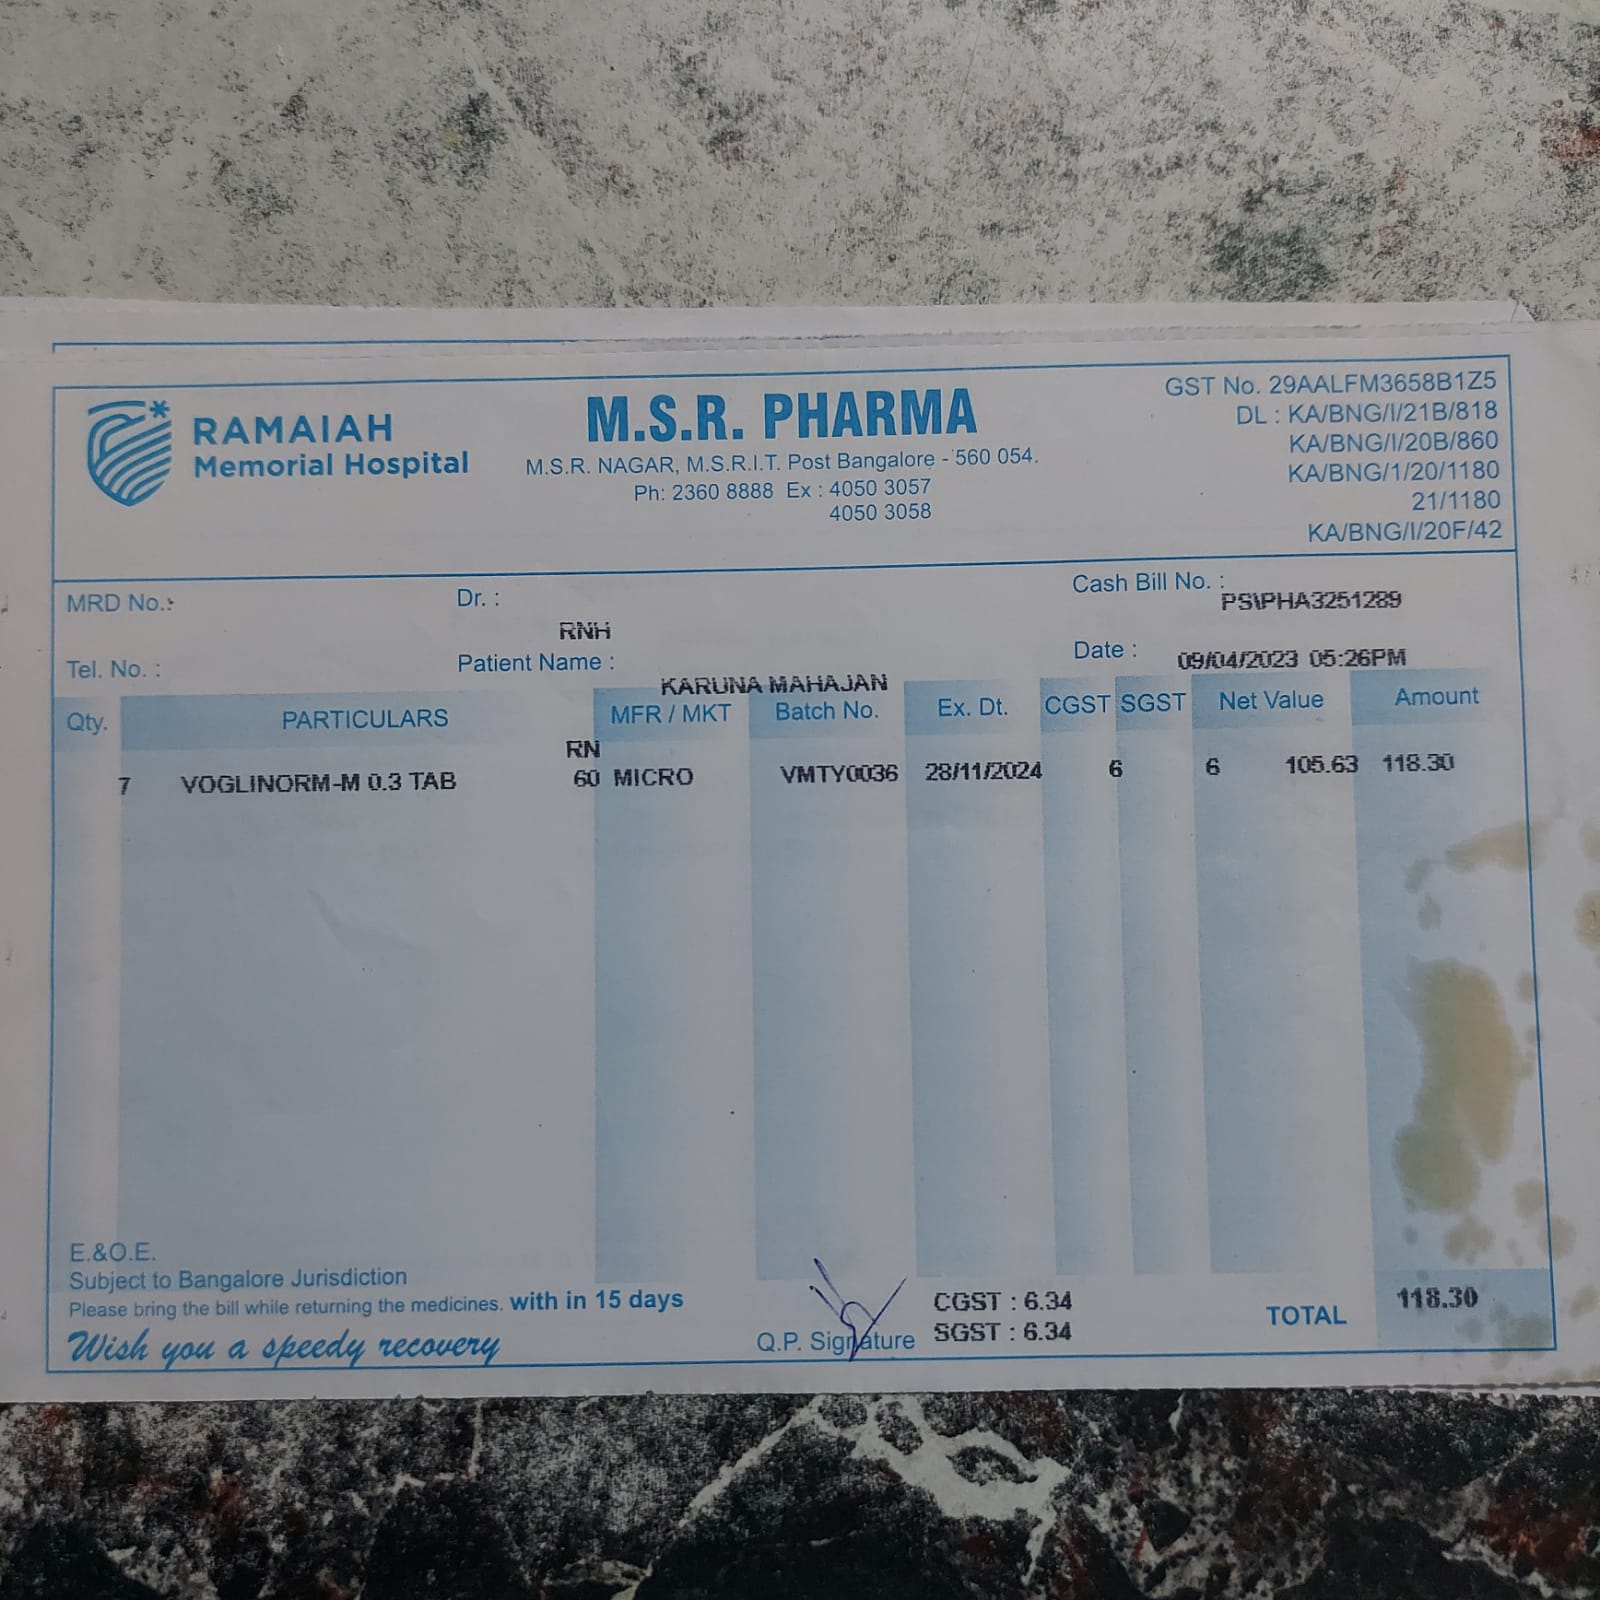 RAMAIAH
Memorial Hospital
M.S.R. PHARMA
M.S.R. NAGAR, M.S.R.I.T. Post Bangalore - 560 054.
Ph: 2360 8888 Ex : 4050 3057
4050 3058
GST No. 29AALFM3658B1Z5
DL : KA/BNG/I/21B/818
KA/BNG/I/20B/860
KA/BNG/1/20/1180
21/1180
KA/BNG/I/20F/42
MRD No.:
Dr. :
RNH
Cash Bill No. :
PS\PHA3251289
Tel. No. :
Patient Name :
KARUNA MAHAJAN
Date :
09/04/2023 05:26PM
Qty. PARTICULARS MFR / MKT Batch No. Ex. Dt. CGST SGST Net Value Amount
RN
7 VOGLINORM-M 0.3 TAB 60 MICRO VMTY0036 28/11/2024 6 6 105.63 118.30
E.&O.E.
Subject to Bangalore Jurisdiction
Please bring the bill while returning the medicines. with in 15 days
Wish you a speedy recovery
Q.P. Signature
CGST : 6.34
SGST : 6.34
TOTAL 118.30